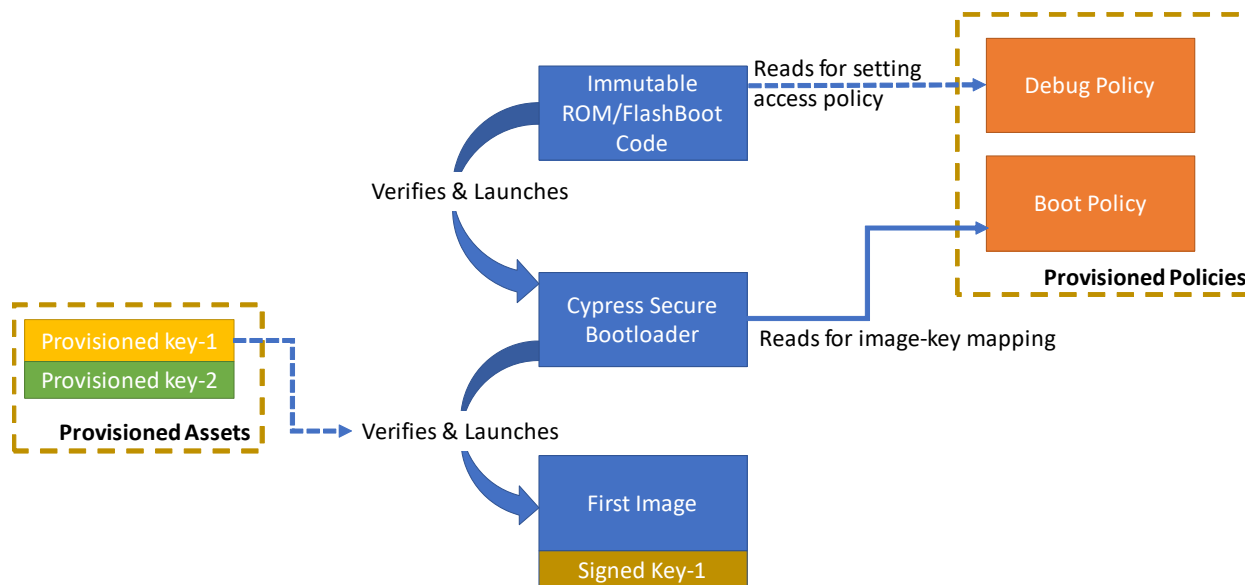 Immutable
ROM/FlashBoot
Code
Reads for setting
access policy
Debug Policy
Boot Policy
Provisioned Policies
Verifies & Launches
Cypress Secure
Bootloader
Reads for image-key mapping
Provisioned key-1
Provisioned key-2
Provisioned Assets
Verifies & Launches
First Image
Signed Key-1